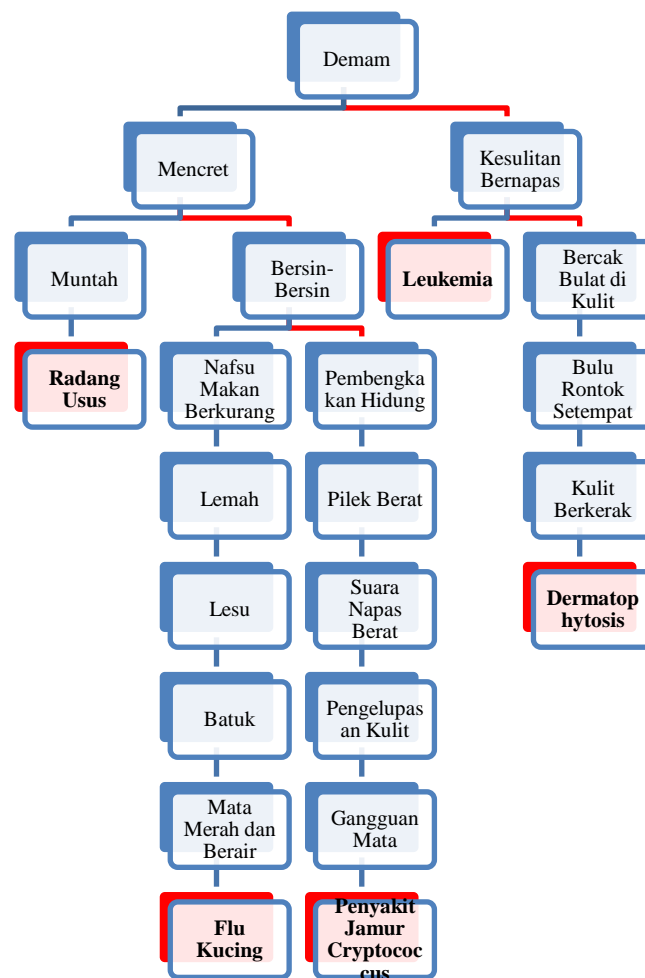 Demam
Mencret
Kesulitan
Bernapas
Muntah
Bersin-
Bersin
Leukemia
Bercak
Bulat di
Kulit
Radang
Usus
Nafsu
Makan
Berkurang
Pembengka
kan Hidung
Bulu
Rontok
Setempat
Lemah
Pilek Berat
Kulit
Berkerak
Lesu
Suara
Napas
Berat
Dermatop
hytosis
Batuk
Pengelupas
an Kulit
Mata
Merah dan
Berair
Gangguan
Mata
Flu
Kucing
Penyakit
Jamur
Cryptococ
cus